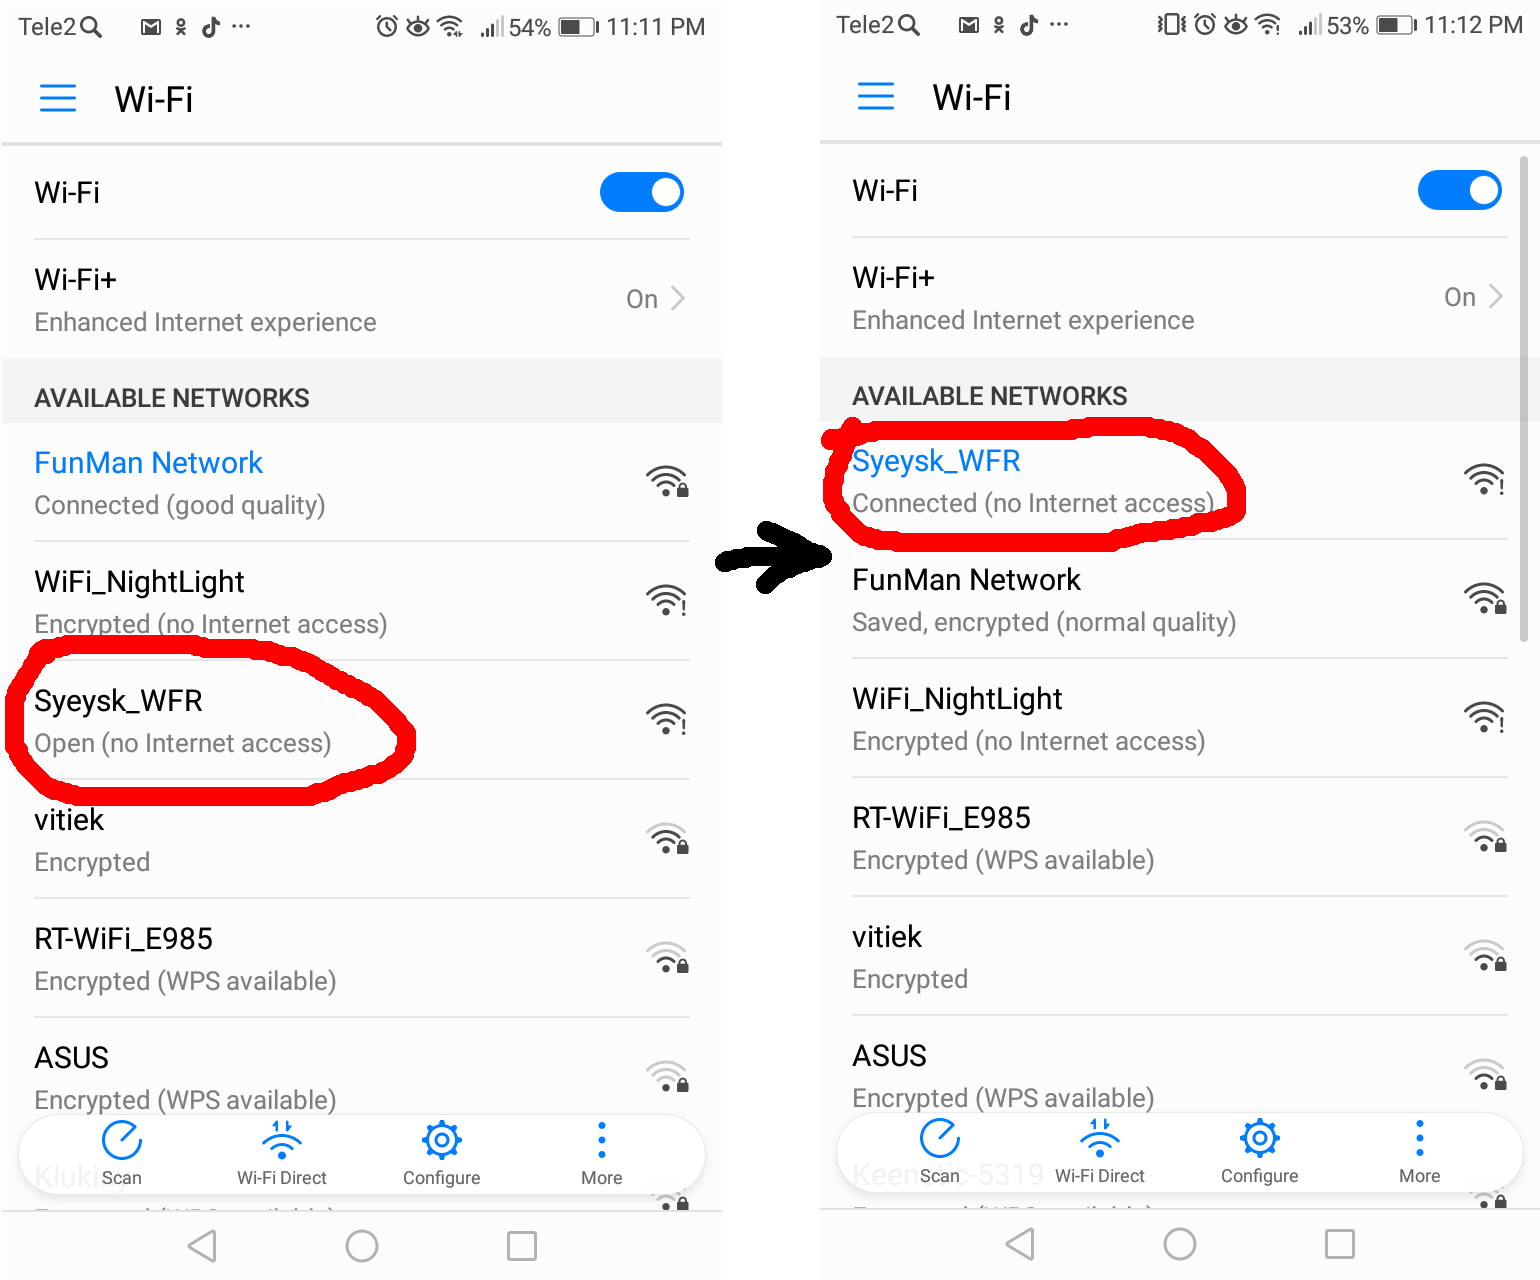 Tele2 54% 11:11 PM
Wi-Fi
Wi-Fi
Wi-Fi+
On
Enhanced Internet experience
AVAILABLE NETWORKS
FunMan Network
Connected (good quality)
WiFi_NightLight
Encrypted (no Internet access)
Syeysk_WFR
Open (no Internet access)
vitiek
Encrypted
RT-WiFi_E985
Encrypted (WPS available)
ASUS
Encrypted (WPS available)
Scan Wi-Fi Direct Configure More
Tele2 53% 11:12 PM
Wi-Fi
Wi-Fi
Wi-Fi+
On
Enhanced Internet experience
AVAILABLE NETWORKS
Syeysk_WFR
Connected (no Internet access)
FunMan Network
Saved, encrypted (normal quality)
WiFi_NightLight
Encrypted (no Internet access)
RT-WiFi_E985
Encrypted (WPS available)
vitiek
Encrypted
ASUS
Encrypted (WPS available)
Keenetic-5319
Scan Wi-Fi Direct Configure More